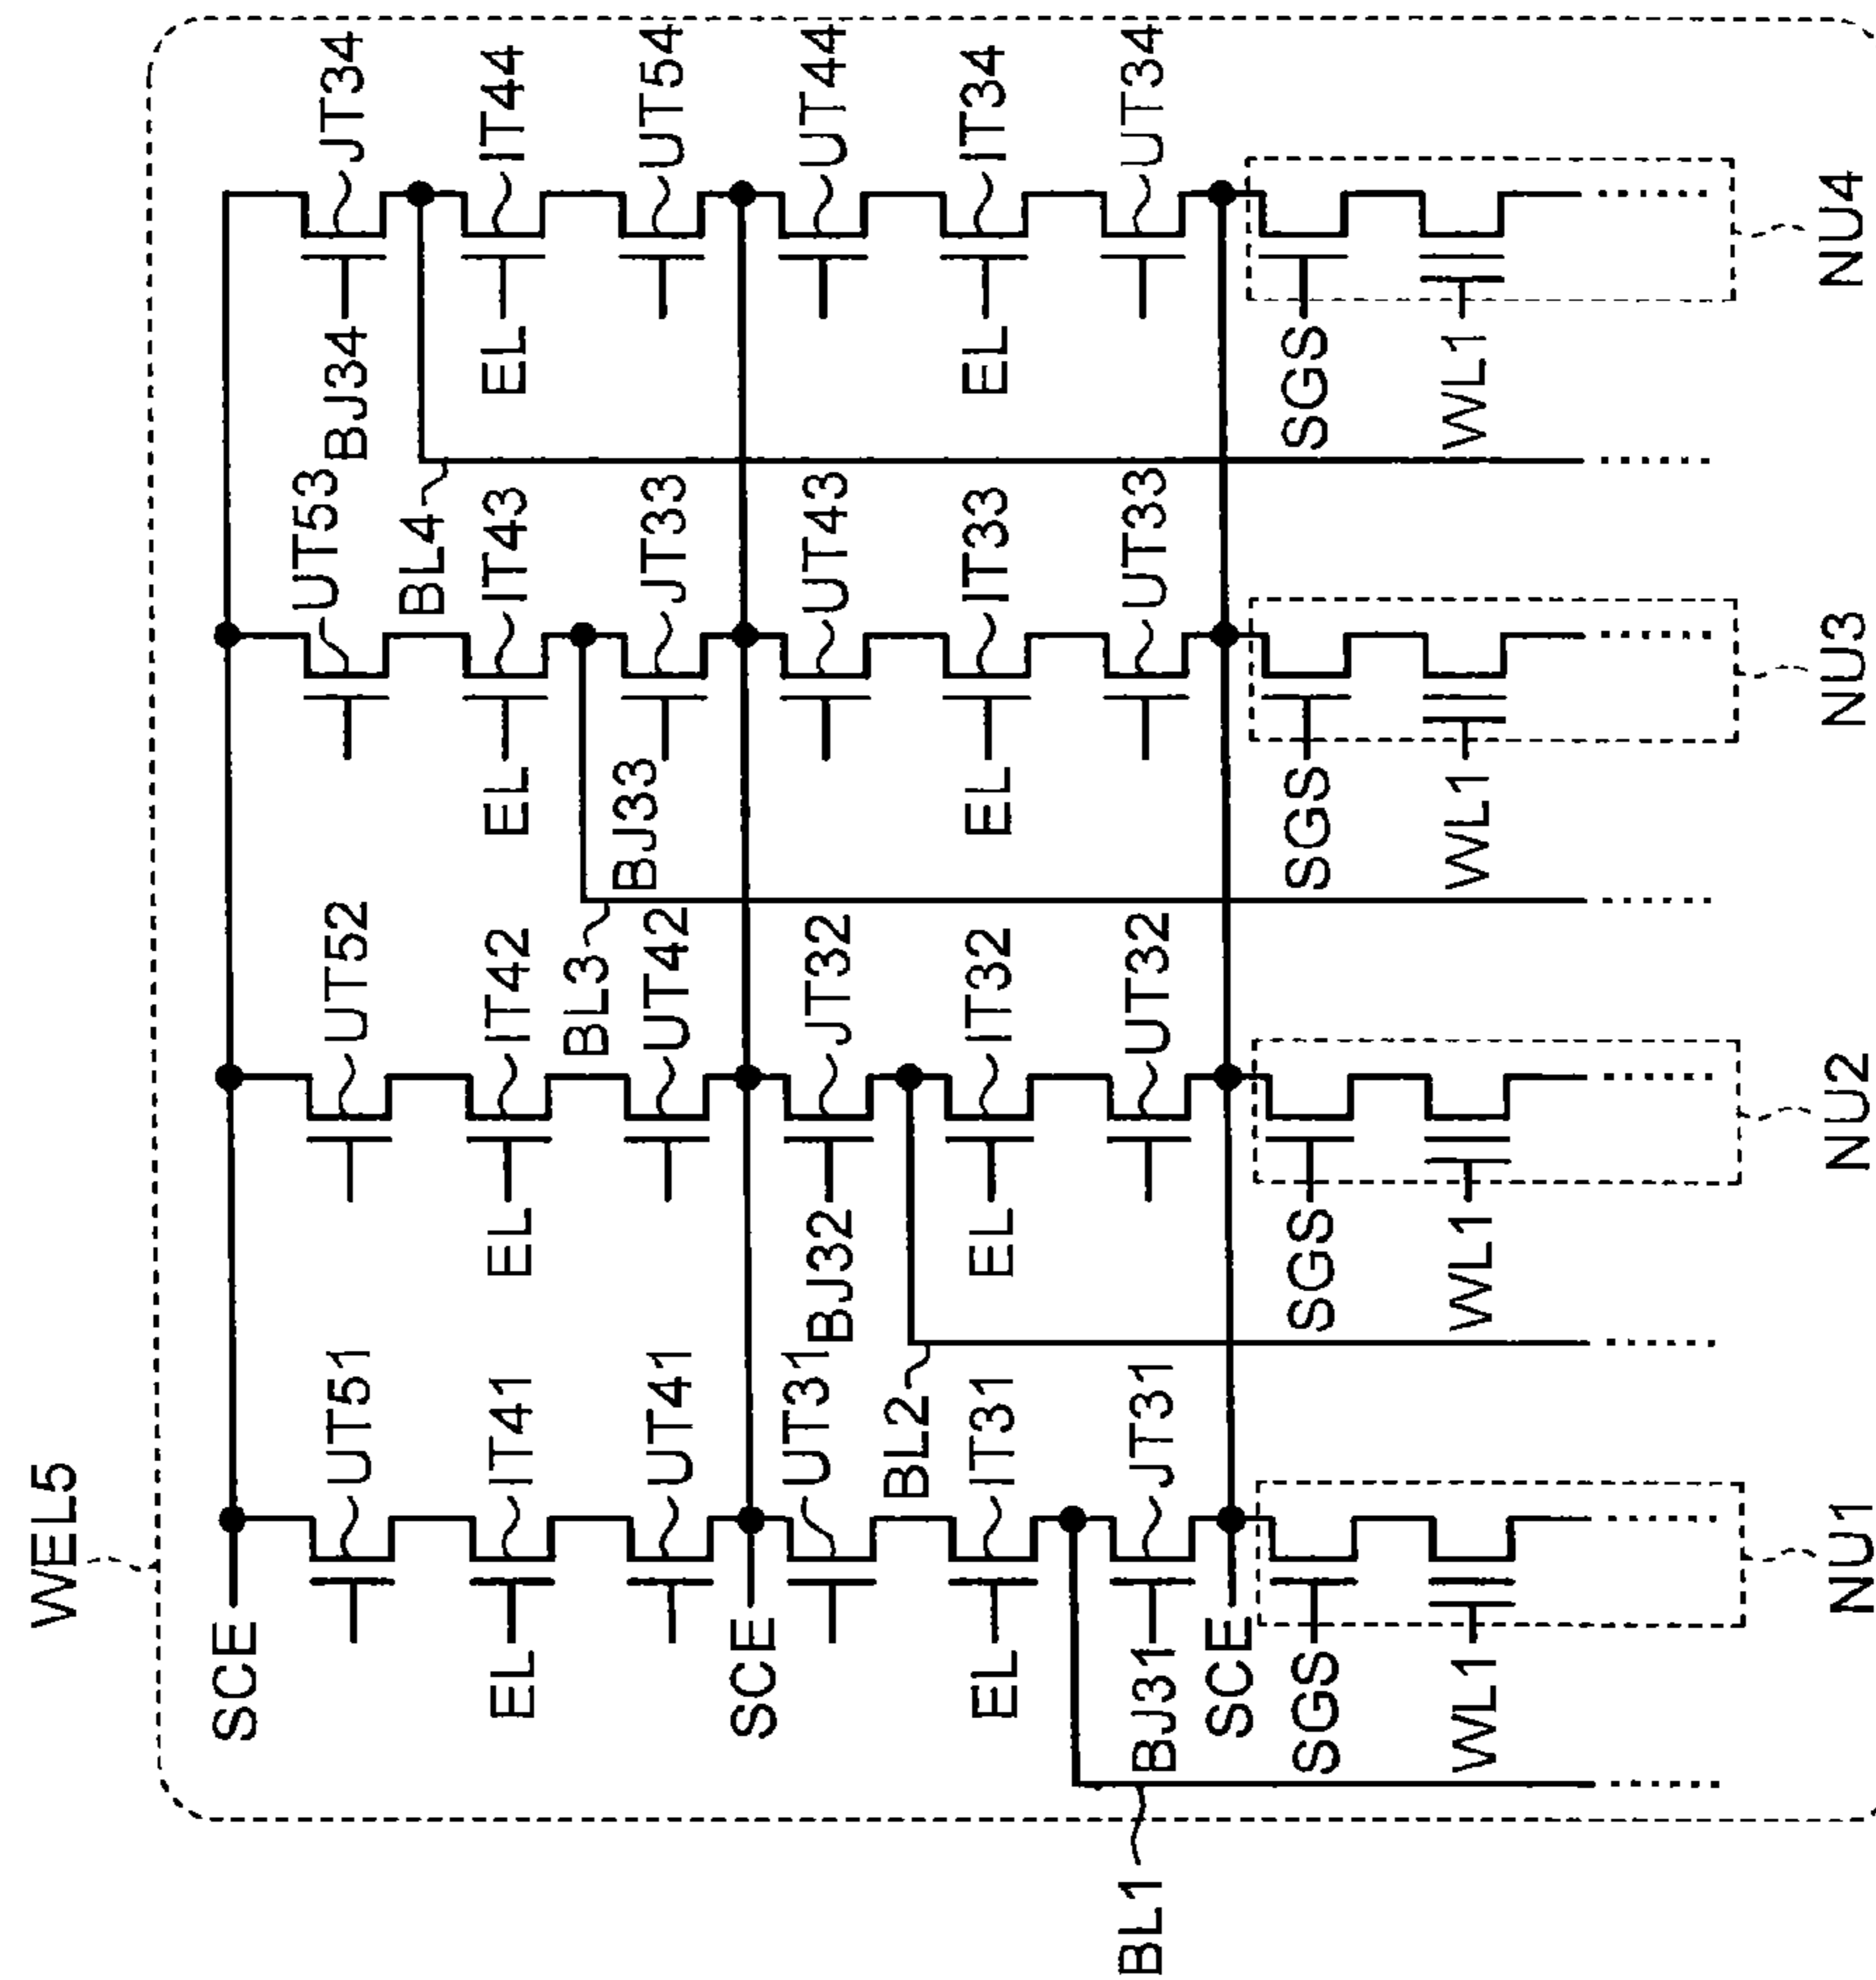 WEL5
SCE
UT51
UT52
UT53
JT34
BJ34
BL4
EL
IT41
EL
IT42
EL
IT43
EL
IT44
BL3
BJ33
SCE
UT41
UT42
JT33
UT54
UT31
BJ32
JT32
UT43
UT44
BL2
EL
IT31
EL
IT32
EL
IT33
EL
IT34
BL1
BJ31
JT31
UT32
UT33
UT34
SCE
SGS
SGS
SGS
SGS
WL1
WL1
WL1
WL1
NU1
NU2
NU3
NU4